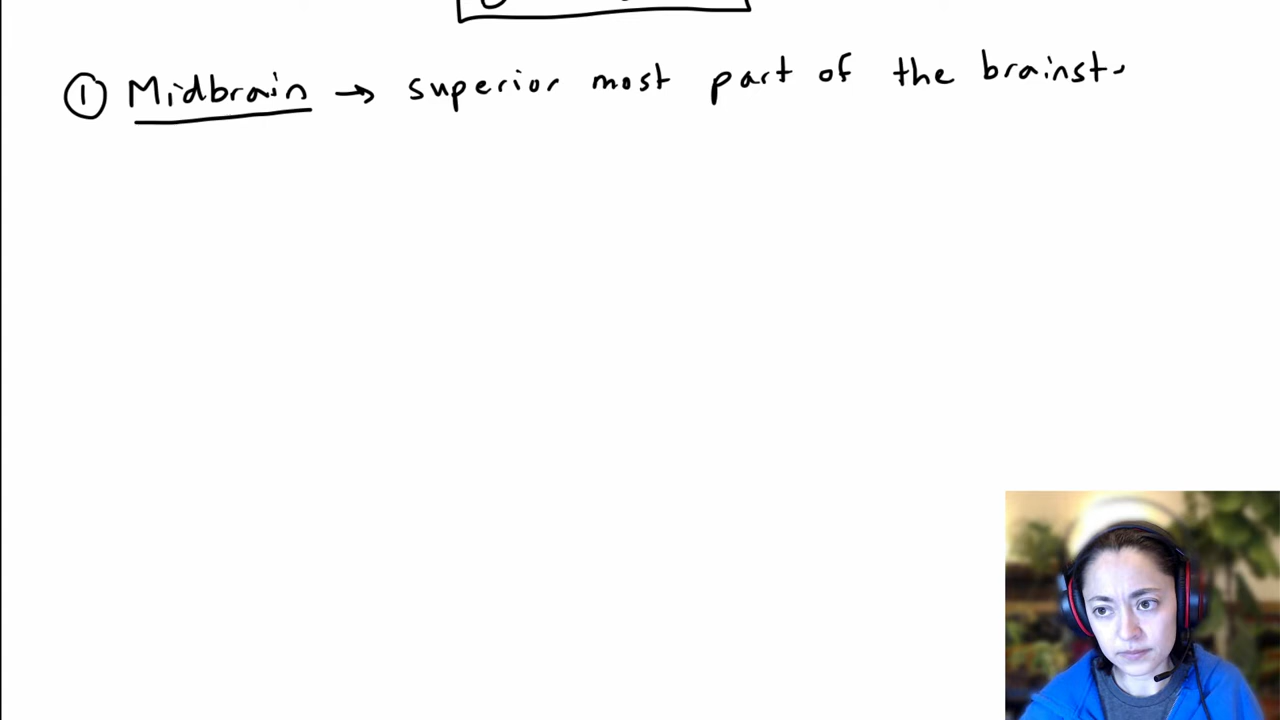 ① Midbrain → superior most part of the brainst